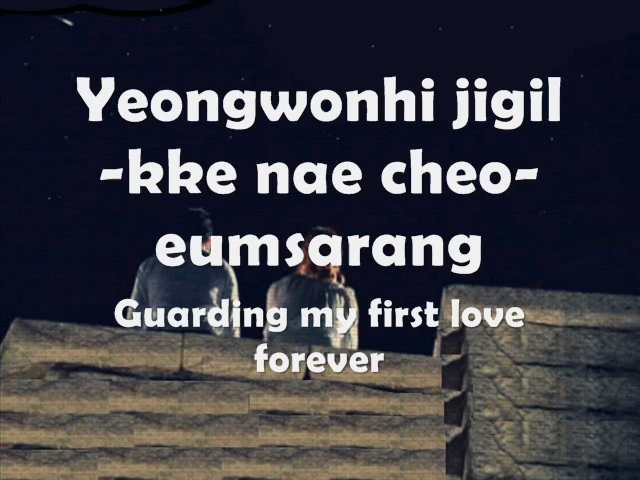 Yeongwonhi jigil
-kke nae cheo-
eumsarang
Guarding my first love
forever